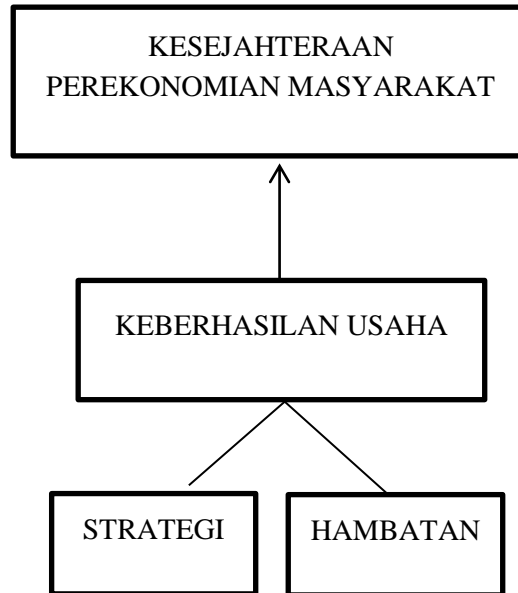 KESEJAHTERAAN
PEREKONOMIAN MASYARAKAT
KEBERHASILAN USAHA
STRATEGI
HAMBATAN